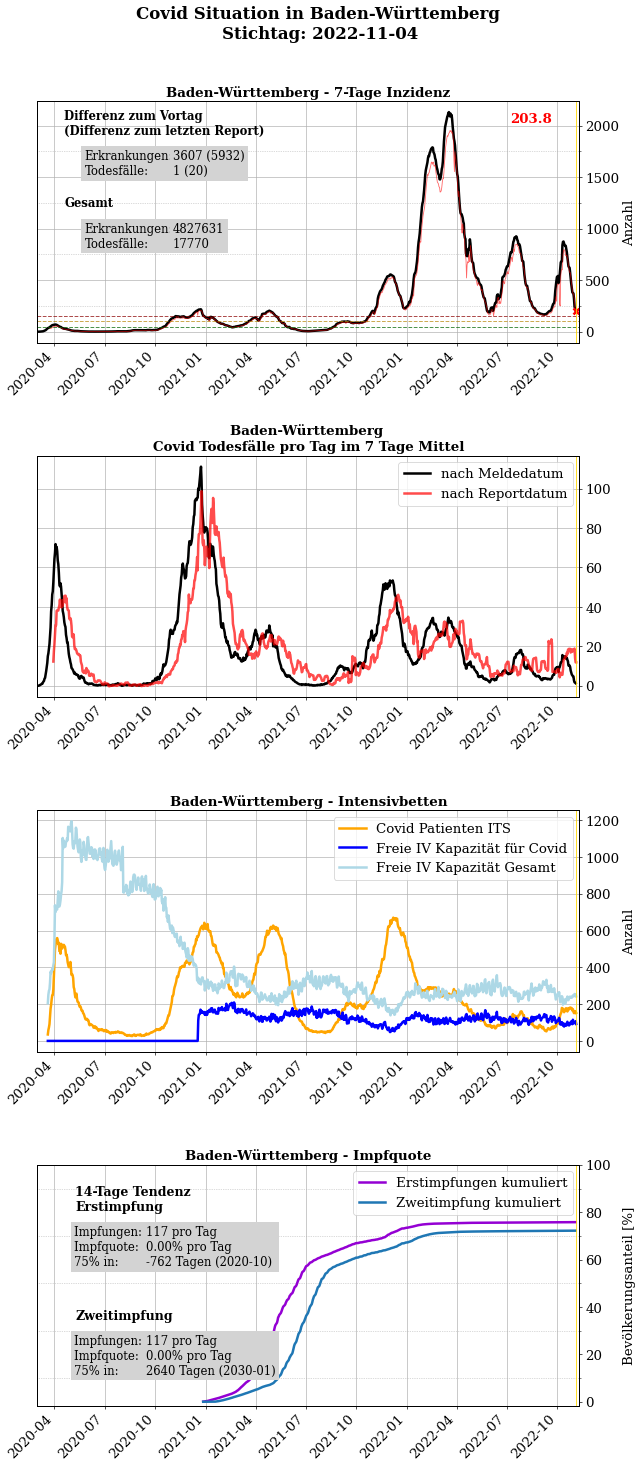 Covid Situation in Baden-Württemberg
Stichtag: 2022-11-04
Baden-Württemberg - 7-Tage Inzidenz
Differenz zum Vortag
(Differenz zum letzten Report)
Erkrankungen 3607 (5932)
Todesfälle: 1 (20)
Gesamt
Erkrankungen 4827631
Todesfälle: 17770
203.8
2000
1500
1000
500
0
Anzahl
2020-04 2020-07 2020-10 2021-01 2021-04 2021-07 2021-10 2022-01 2022-04 2022-07 2022-10
Baden-Württemberg
Covid Todesfälle pro Tag im 7 Tage Mittel
nach Meldedatum
nach Reportdatum
100
80
60
40
20
0
2020-04 2020-07 2020-10 2021-01 2021-04 2021-07 2021-10 2022-01 2022-04 2022-07 2022-10
Baden-Württemberg - Intensivbetten
Covid Patienten ITS
Freie IV Kapazität für Covid
Freie IV Kapazität Gesamt
1200
1000
800
600
400
200
0
Anzahl
2020-04 2020-07 2020-10 2021-01 2021-04 2021-07 2021-10 2022-01 2022-04 2022-07 2022-10
Baden-Württemberg - Impfquote
14-Tage Tendenz
Erstimpfung
Impfungen: 117 pro Tag
Impfquote: 0.00% pro Tag
75% in: -762 Tagen (2020-10)
Zweitimpfung
Impfungen: 117 pro Tag
Impfquote: 0.00% pro Tag
75% in: 2640 Tagen (2030-01)
Erstimpfungen kumuliert
Zweitimpfung kumuliert
100
80
60
40
20
0
Bevölkerungsanteil [%]
2020-04 2020-07 2020-10 2021-01 2021-04 2021-07 2021-10 2022-01 2022-04 2022-07 2022-10